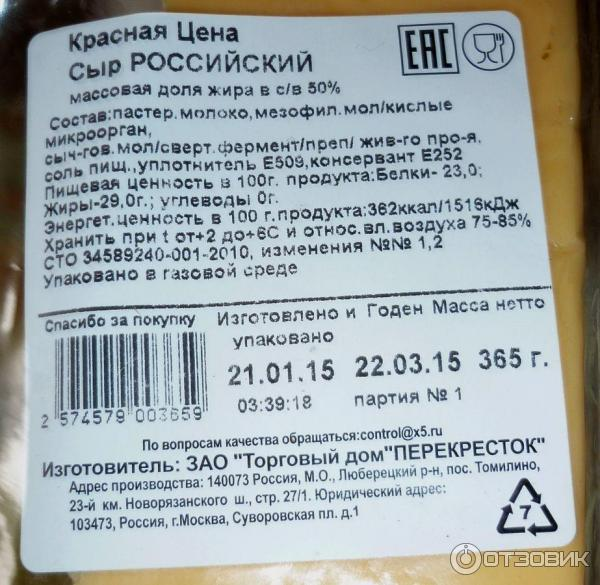 Красная Цена
Сыр РОССИЙСКИЙ
массовая доля жира в с/в 50%
EAC
Состав:пастер.молоко,мезофил.мол/кислые
микроорган,
сыч-гов.мол/сверт.фермент/преп/ жив-го про-я,
соль пищ.,уплотнитель Е509,консервант Е252
Пищевая ценность в 100г. продукта:Белки- 23,0;
Жиры-29,0г.; углеводы 0г.
Энергет.ценность в 100 г.продукта:362ккал/1516кДж
Хранить при t от+2 до+6С и относ.вл.воздуха 75-85%
СТО 34589240-001-2010, изменения №№ 1,2
Упаковано в газовой среде
Спасибо за покупку
Изготовлено и Годен Масса нетто
упаковано
21.01.15 22.03.15 365 г.
03:39:18 партия № 1
2 574579 003659
По вопросам качества обращаться:control@x5.ru
Изготовитель: ЗАО "Торговый дом"ПЕРЕКРЕСТОК"
Адрес производства: 140073 Россия, М.О., Люберецкий р-н, пос. Томилино,
23-й км. Новорязанского ш., стр. 27/1. Юридический адрес:
103473, Россия, г.Москва, Суворовская пл. д.1
7
ОТЗОВИК